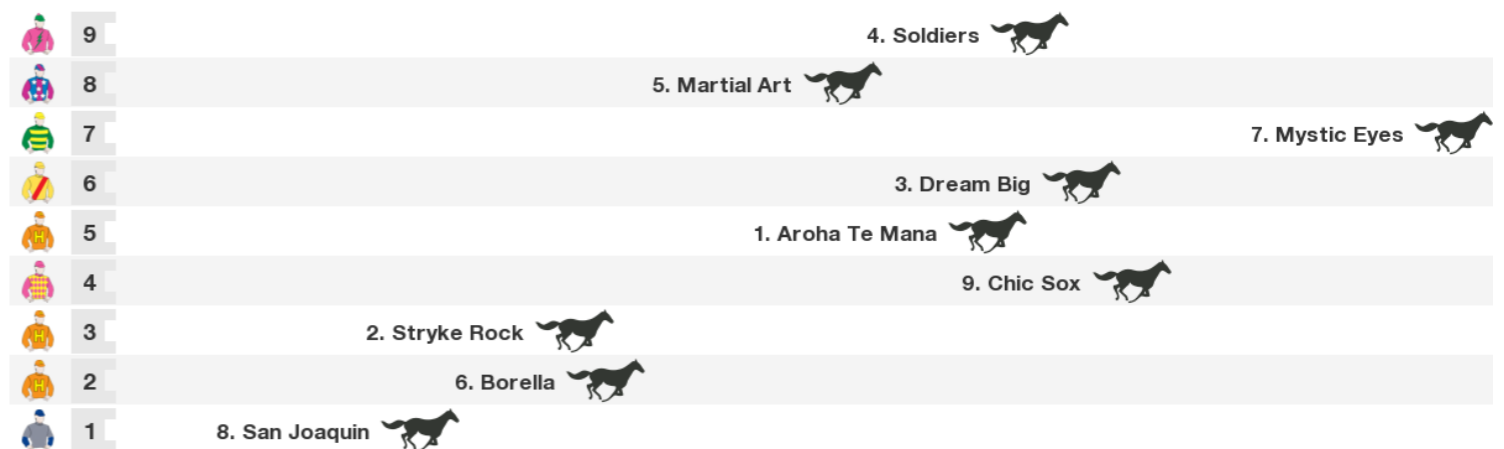 9 4. Soldiers
8 5. Martial Art
7 7. Mystic Eyes
6 3. Dream Big
H 5 1. Aroha Te Mana
4 9. Chic Sox
H 3 2. Stryke Rock
H 2 6. Borella
1 8. San Joaquin